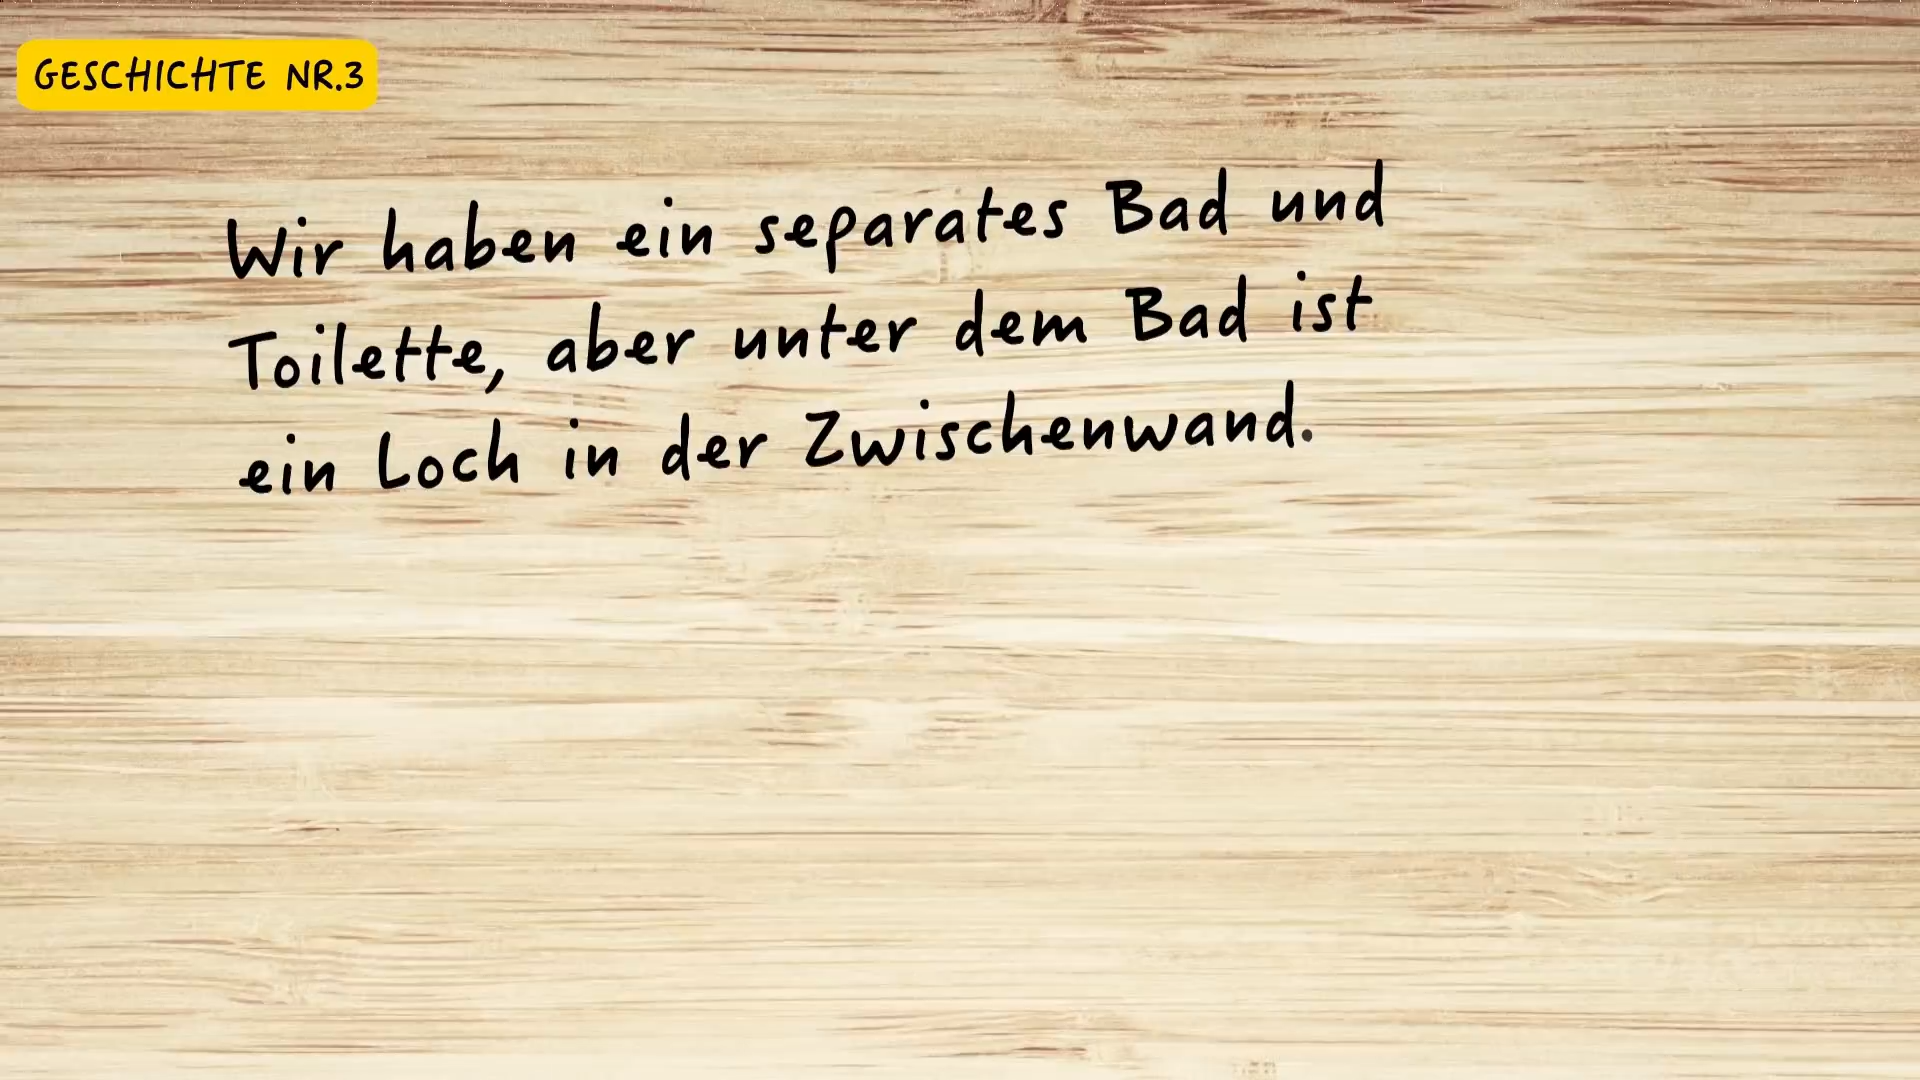 GESCHICHTE NR.3
Wir haben ein separates Bad und
Toilette, aber unter dem Bad ist
ein Loch in der Zwischenwand.